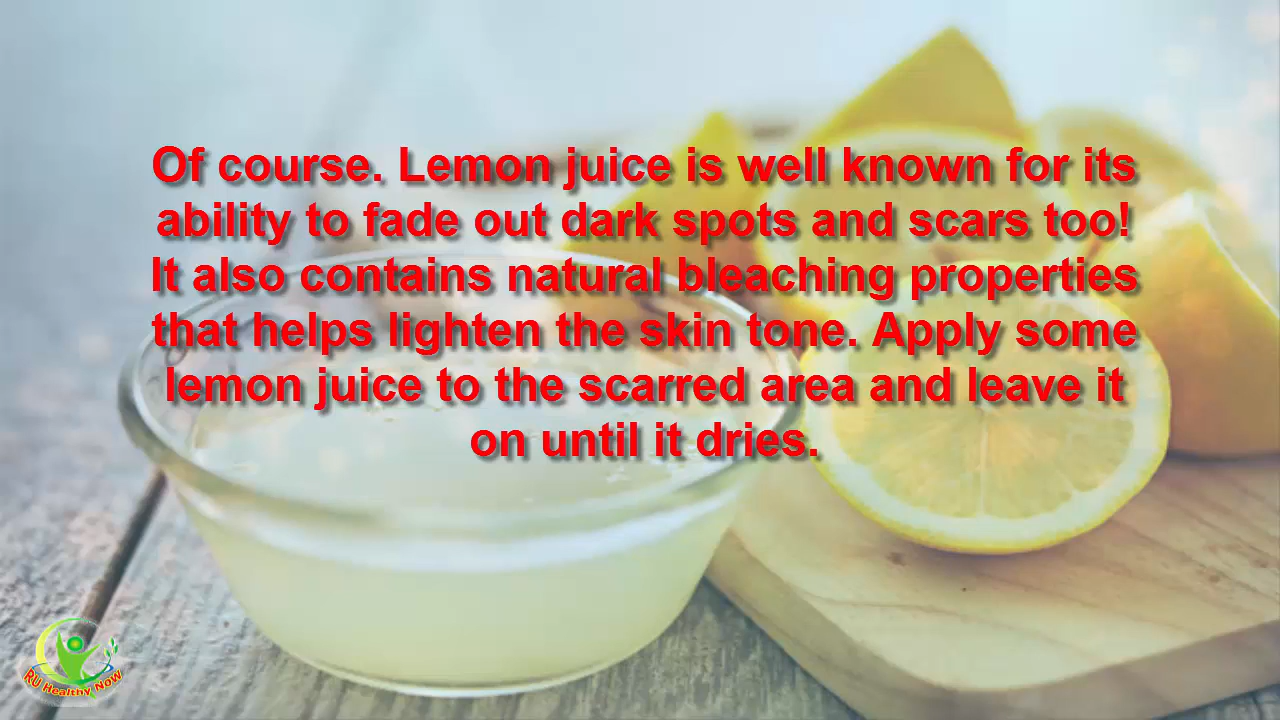 Of course. Lemon juice is well known for its
ability to fade out dark spots and scars too!
It also contains natural bleaching properties
that helps lighten the skin tone. Apply some
lemon juice to the scarred area and leave it
on until it dries.
RU Healthy Now